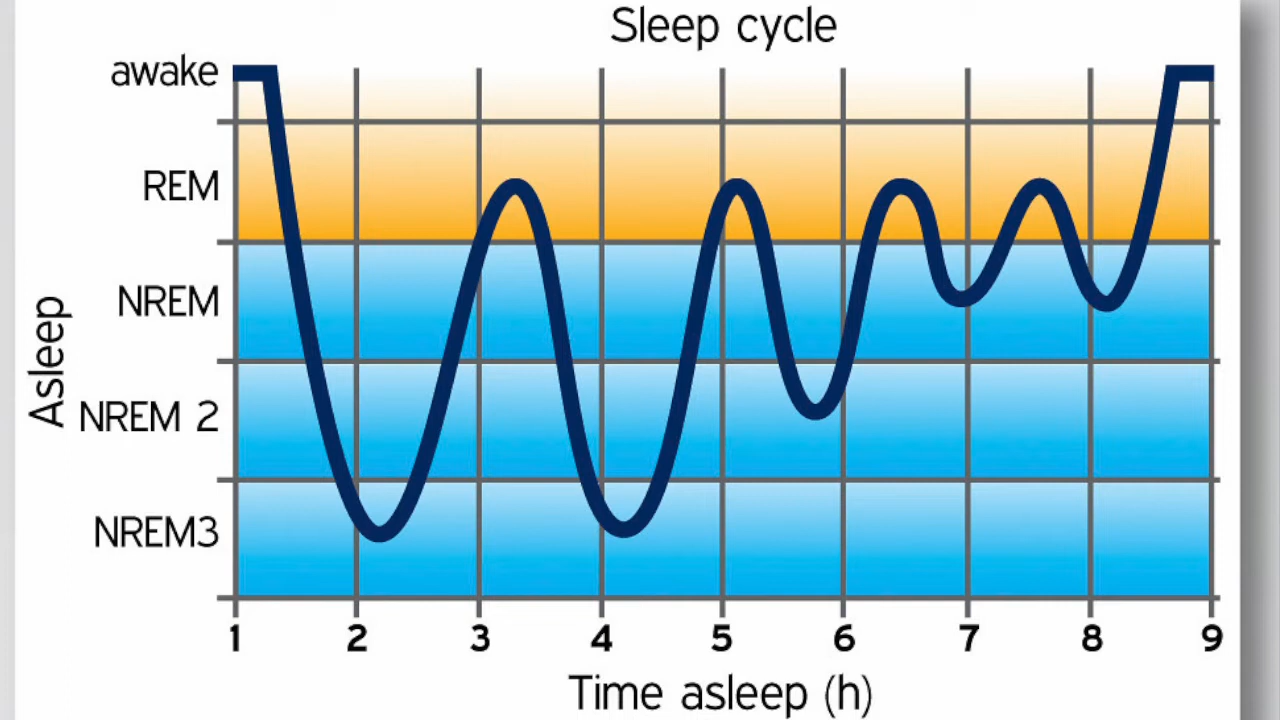 Sleep cycle
awake
REM
NREM
NREM 2
NREM3
Asleep
1 2 3 4 5 6 7 8 9
Time asleep (h)